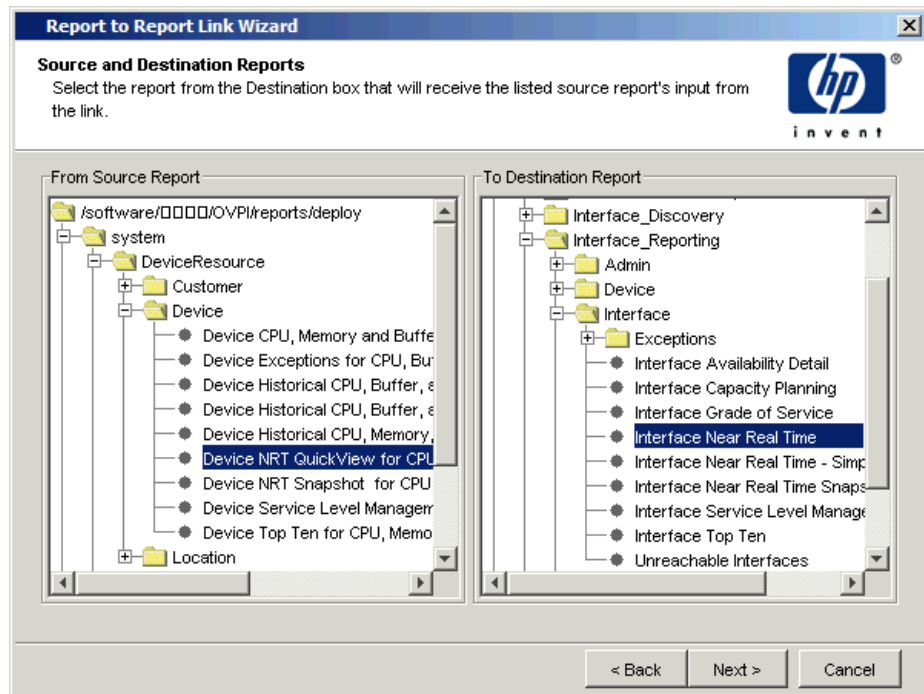 Report to Report Link Wizard
Source and Destination Reports
Select the report from the Destination box that will receive the listed source report's input from
the link.
hp
®
invent
From Source Report
/software/□□□□/OVPI/reports/deploy
system
DeviceResource
Customer
Device
Device CPU, Memory and Buffe
Device Exceptions for CPU, Bu
Device Historical CPU, Buffer, a
Device Historical CPU, Buffer, a
Device Historical CPU, Memory,
Device NRT QuickView for CPU
Device NRT Snapshot for CPU
Device Service Level Managem
Device Top Ten for CPU, Memo
Location
To Destination Report
Interface_Discovery
Interface_Reporting
Admin
Device
Interface
Exceptions
Interface Availability Detail
Interface Capacity Planning
Interface Grade of Service
Interface Near Real Time
Interface Near Real Time - Simp
Interface Near Real Time Snaps
Interface Service Level Manage
Interface Top Ten
Unreachable Interfaces
< Back
Next >
Cancel